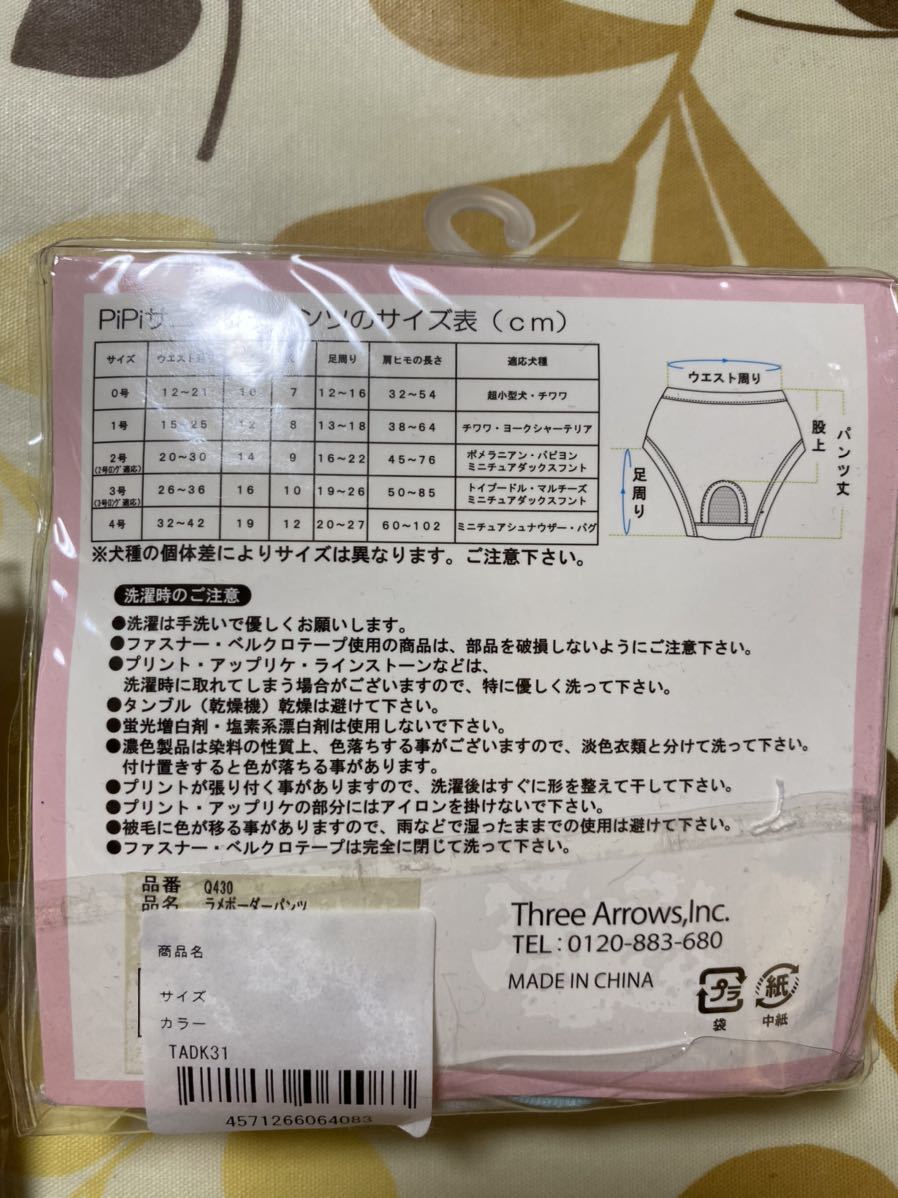 PiPiサ ンツのサイズ表(cm)
サイズ ウエスト周り 足周り 肩ヒモの長さ 適応犬種
0号 12~21 10 7 12~16 32~54 超小型犬・チワワ
1号 15~25 12 8 13~18 38~64 チワワ・ヨークシャーテリア
2号 20~30 14 9 16~22 45~76 ポメラニアン・パピヨン
(2号ロング適応) ミニチュアダックスフント
3号 26~36 16 10 19~26 50~85 トイプードル・マルチーズ
(3号ロング適応) ミニチュアダックスフント
4号 32~42 19 12 20~27 60~102 ミニチュアシュナウザー・パグ
※犬種の個体差によりサイズは異なります。ご注意下さい。
ウエスト周り
股上
パンツ丈
足周り
洗濯時のご注意
●洗濯は手洗いで優しくお願いします。
●ファスナー・ベルクロテープ使用の商品は、部品を破損しないようにご注意下さい。
●プリント・アップリケ・ラインストーンなどは、
洗濯時に取れてしまう場合がございますので、特に優しく洗って下さい。
●タンブル(乾燥機)乾燥は避けて下さい。
●蛍光増白剤・塩素系漂白剤は使用しないで下さい。
●濃色製品は染料の性質上、色落ちする事がございますので、淡色衣類と分けて洗って下さい。
付け置きすると色が落ちる事があります。
●プリントが張り付く事がありますので、洗濯後はすぐに形を整えて干して下さい。
●プリント・アップリケの部分にはアイロンを掛けないで下さい。
●被毛に色が移る事がありますので、雨などで湿ったままでの使用は避けて下さい。
●ファスナー・ベルクロテープは完全に閉じて洗って下さい。
品番 Q430
品名 ラメボーダーパンツ
商品名
サイズ
カラー
TADK31
4571266064083
Three Arrows,Inc.
TEL:0120-883-680
MADE IN CHINA
プラ
袋
紙
中紙